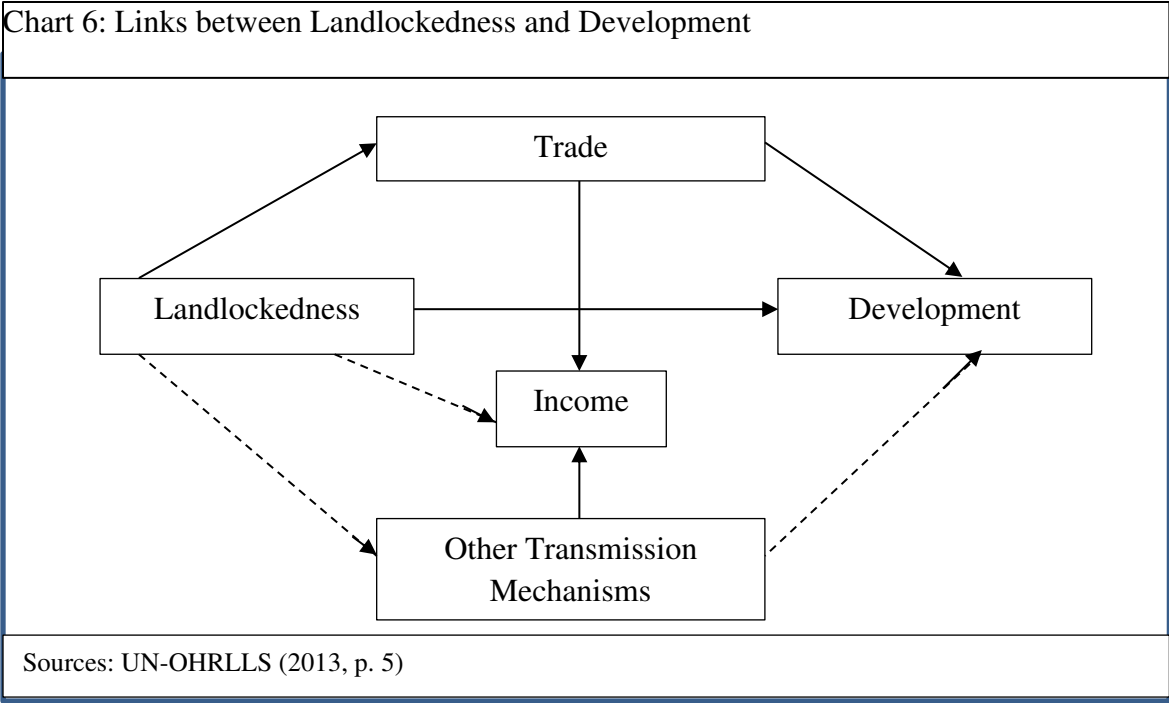 Chart 6: Links between Landlockedness and Development
Trade
Landlockedness
Development
Income
Other Transmission
Mechanisms
Sources: UN-OHRLLS (2013, p. 5)